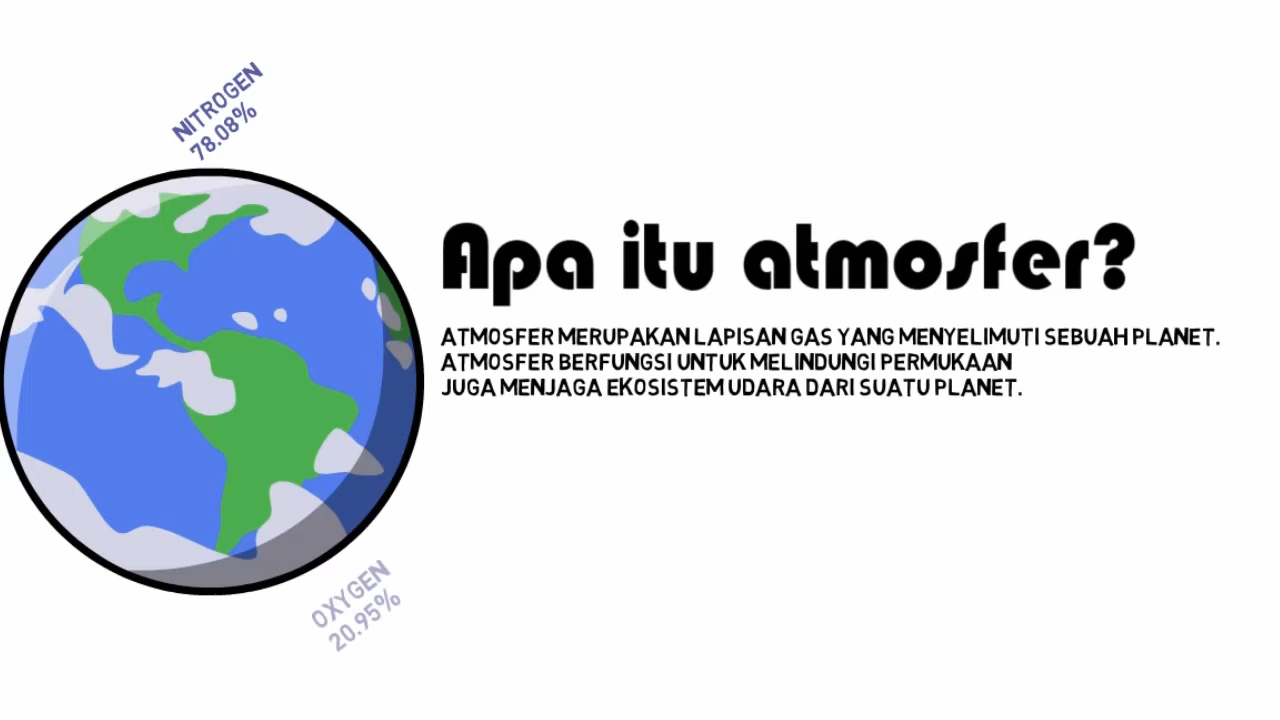 NITROGEN
78.08%
Apa itu atmosfer?
ATMOSFER MERUPAKAN LAPISAN GAS YANG MENYELIMUTI SEBUAH PLANET.
ATMOSFER BERFUNGSI UNTUK MELINDUNGI PERMUKAAN
JUGA MENJAGA EKOSISTEM UDARA DARI SUATU PLANET.
OXYGEN
20.95%